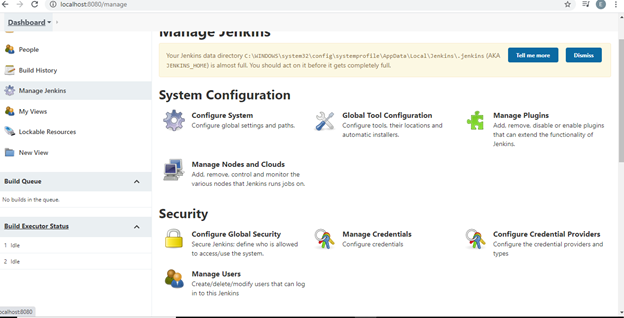 localhost:8080/manage
E
Dashboard
People
Build History
Manage Jenkins
My Views
Lockable Resources
New View
Build Queue
No builds in the queue.
Build Executor Status
1 Idle
2 Idle
ocalhost:8080
Manage Jenkins
Your Jenkins data directory C:\WINDOWS\system32\config\systemprofile\AppData\Local\Jenkins\.jenkins (AKA
JENKINS_HOME) is almost full. You should act on it before it gets completely full.
Tell me more
Dismiss
System Configuration
Configure System
Configure global settings and paths.
Global Tool Configuration
Configure tools, their locations and
automatic installers.
Manage Plugins
Add, remove, disable or enable plugins
that can extend the functionality of
Jenkins.
Manage Nodes and Clouds
Add, remove, control and monitor the
various nodes that Jenkins runs jobs on.
Security
Configure Global Security
Secure Jenkins: define who is allowed
to access/use the system.
Manage Credentials
Configure credentials
Configure Credential Providers
Configure the credential providers and
types
Manage Users
Create/delete/modify users that can log
in to this Jenkins